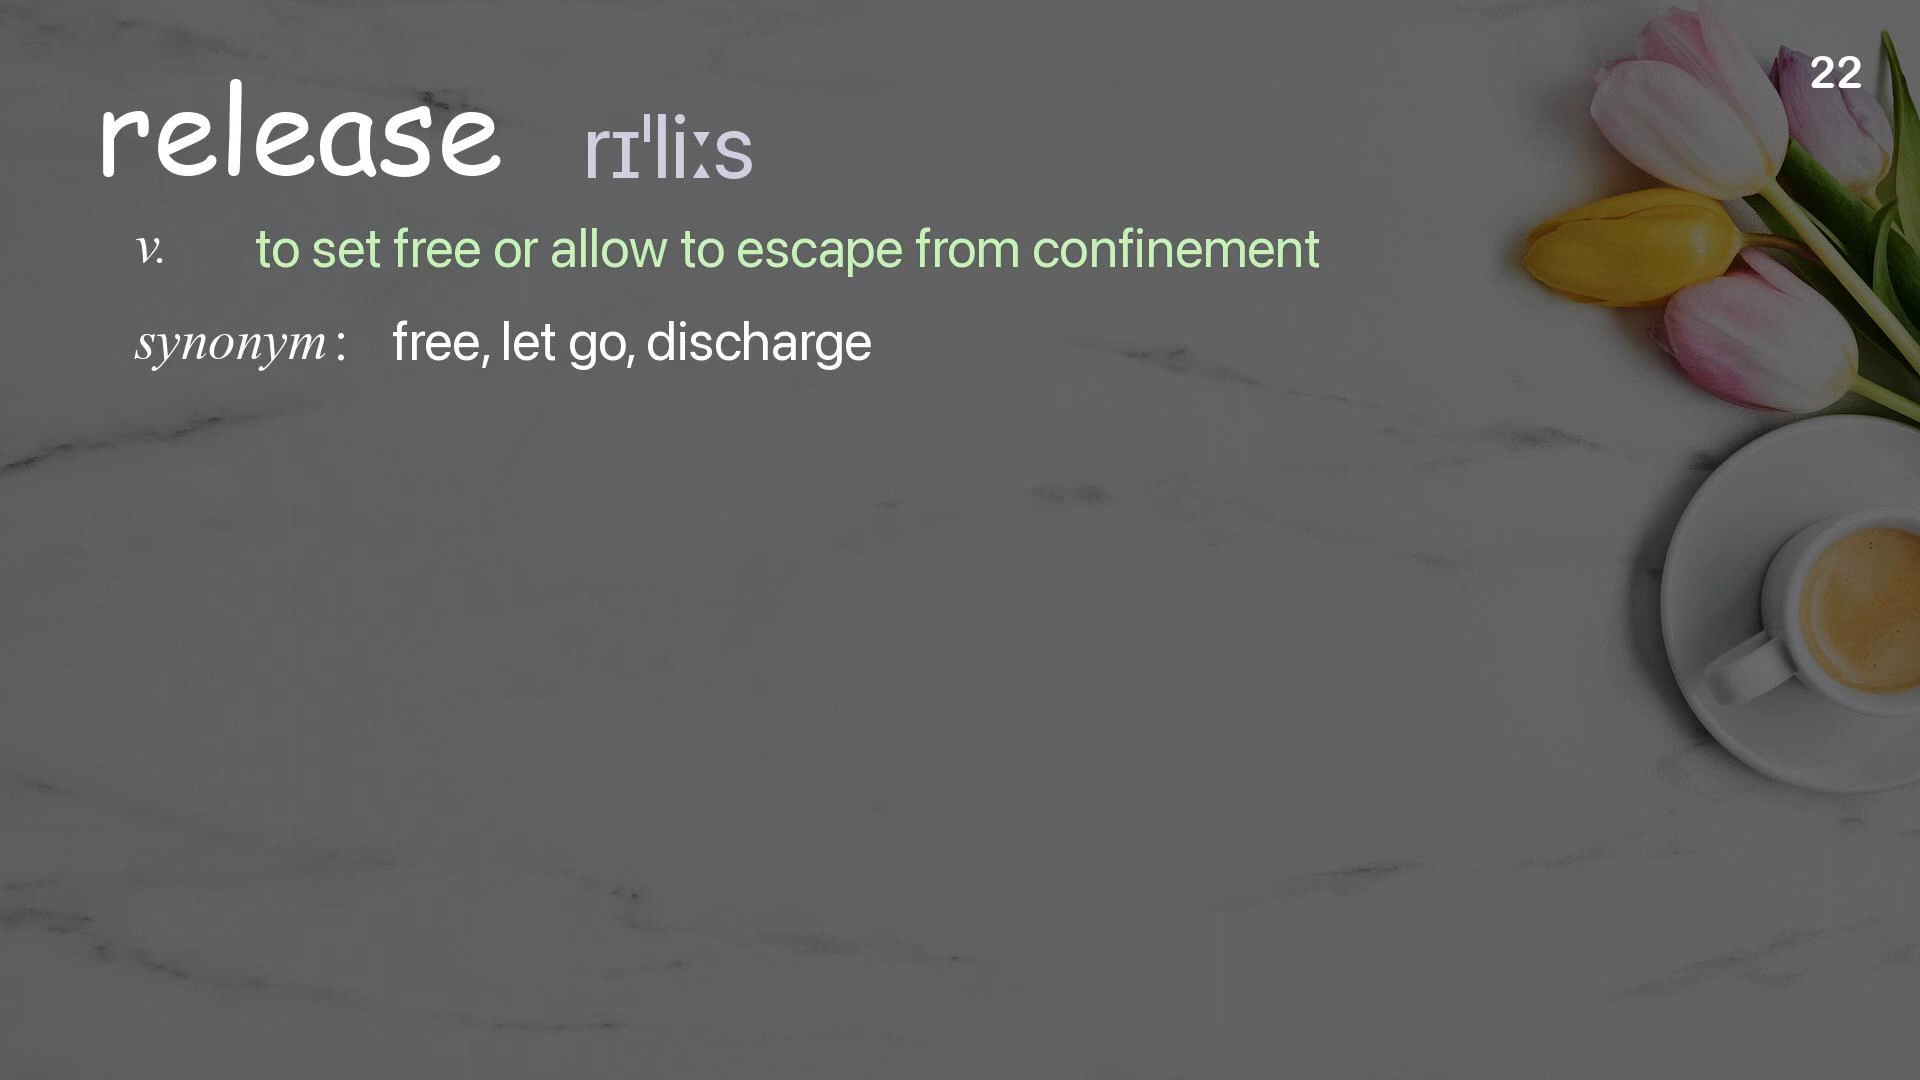 22
release rɪˈliːs
v. to set free or allow to escape from confinement
synonym : free, let go, discharge